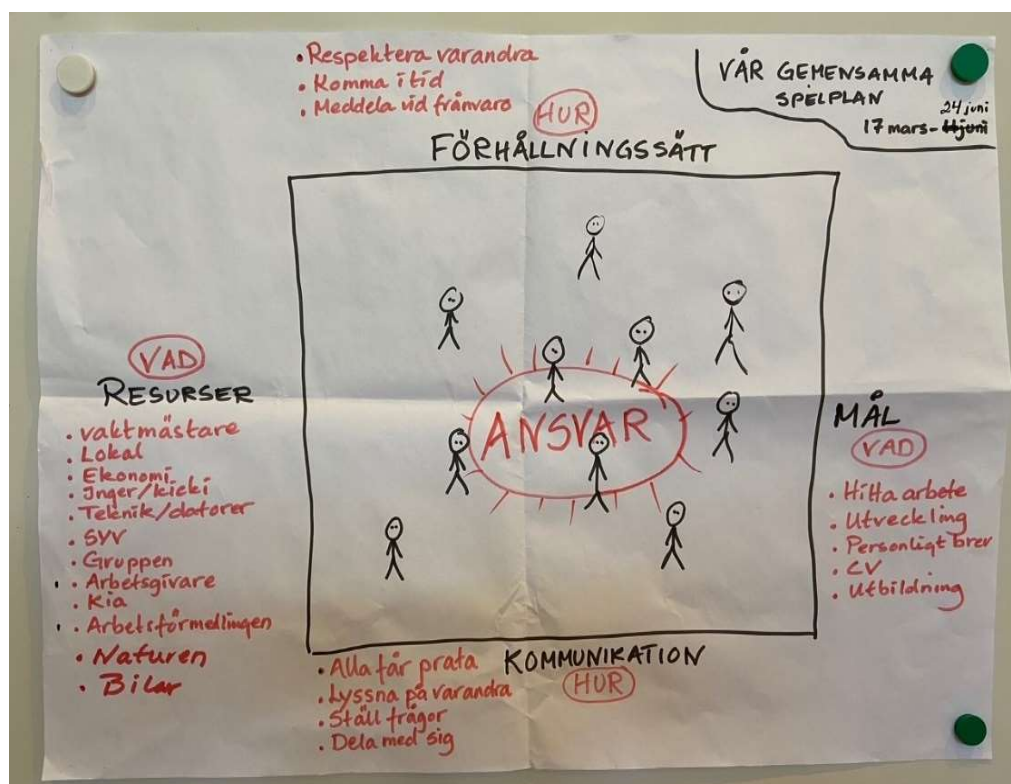 VÅR GEMENSAMMA
SPELPLAN
24 juni
17 mars - 11 juni
• Respektera varandra
• Komma i tid
• Meddela vid frånvaro
HUR
FÖRHÅLLNINGSSÄTT
VAD
RESURSER
• vaktmästare
• Lokal
• Ekonomi
• Inger/kicki
• Teknik/datorer
• SYV
• Gruppen
• Arbetsgivare
• Kia
• Arbetsförmedlingen
• Naturen
• Bilar
ANSVAR
MÅL
VAD
• Hitta arbete
• Utveckling
• Personligt brev
• CV
• Utbildning
KOMMUNIKATION
HUR
• Alla får prata
• Lyssna på varandra
• Ställ frågor
• Dela med sig